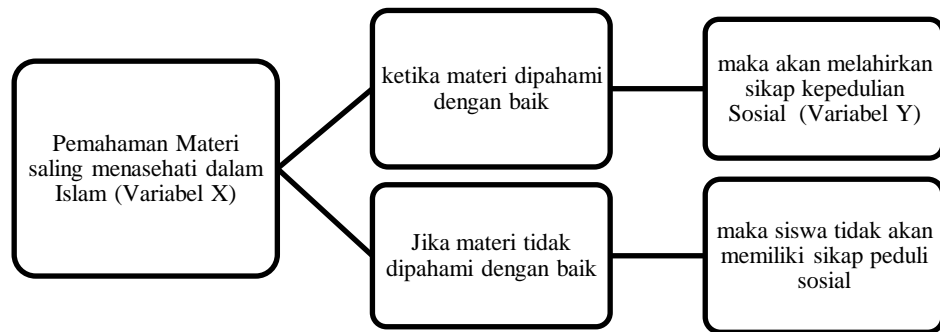 Pemahaman Materi
saling menasehati dalam
Islam (Variabel X)
ketika materi dipahami
dengan baik
maka akan melahirkan
sikap kepedulian
Sosial (Variabel Y)
Jika materi tidak
dipahami dengan baik
maka siswa tidak akan
memiliki sikap peduli
sosial